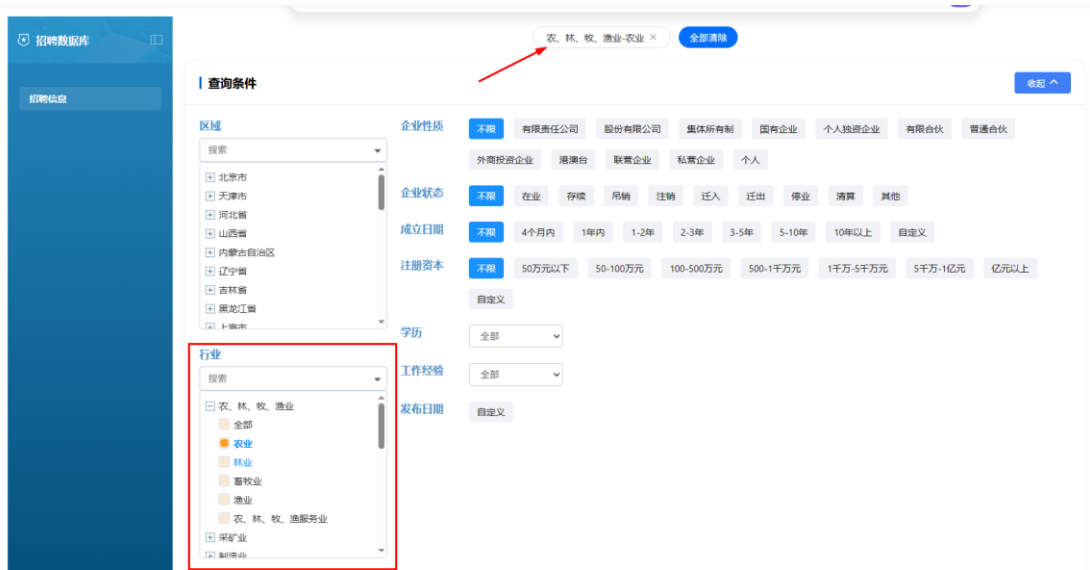 招聘数据库
招聘信息
农、林、牧、渔业-农业 ×
全部清除
查询条件
收起
区域
搜索
北京市
天津市
河北省
山西省
内蒙古自治区
辽宁省
吉林省
黑龙江省
上海市
行业
搜索
农、林、牧、渔业
全部
农业
林业
畜牧业
渔业
农、林、牧、渔服务业
采矿业
制造业
企业性质
不限 有限责任公司 股份有限公司 集体所有制 国有企业 个人独资企业 有限合伙 普通合伙
外商投资企业 港澳台 联营企业 私营企业 个人
企业状态
不限 在业 存续 吊销 注销 迁入 迁出 停业 清算 其他
成立日期
不限 4个月内 1年内 1-2年 2-3年 3-5年 5-10年 10年以上 自定义
注册资本
不限 50万元以下 50-100万元 100-500万元 500-1千万元 1千万-5千万元 5千万-1亿元 亿元以上
自定义
学历
全部
工作经验
全部
发布日期
自定义